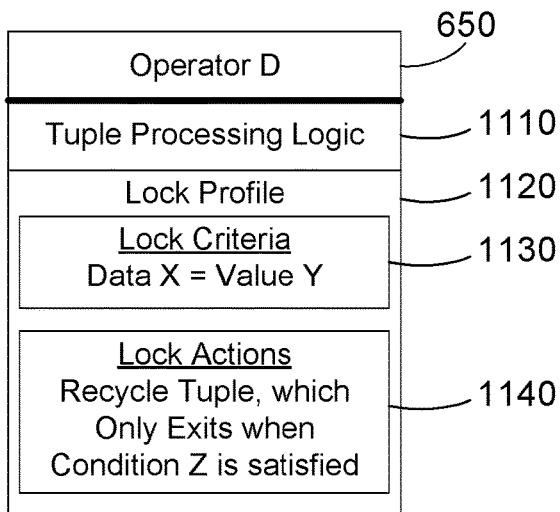 650
Operator D
Tuple Processing Logic
1110
Lock Profile
1120
Lock Criteria
Data X = Value Y
1130
Lock Actions
Recycle Tuple, which
Only Exits when
Condition Z is satisfied
1140